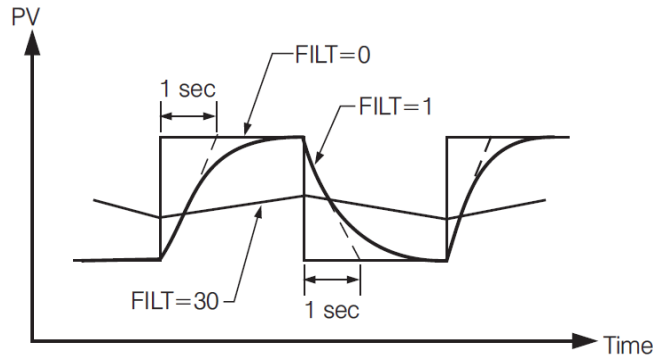 PV
FILT=0
1 sec
FILT=1
FILT=30
1 sec
Time